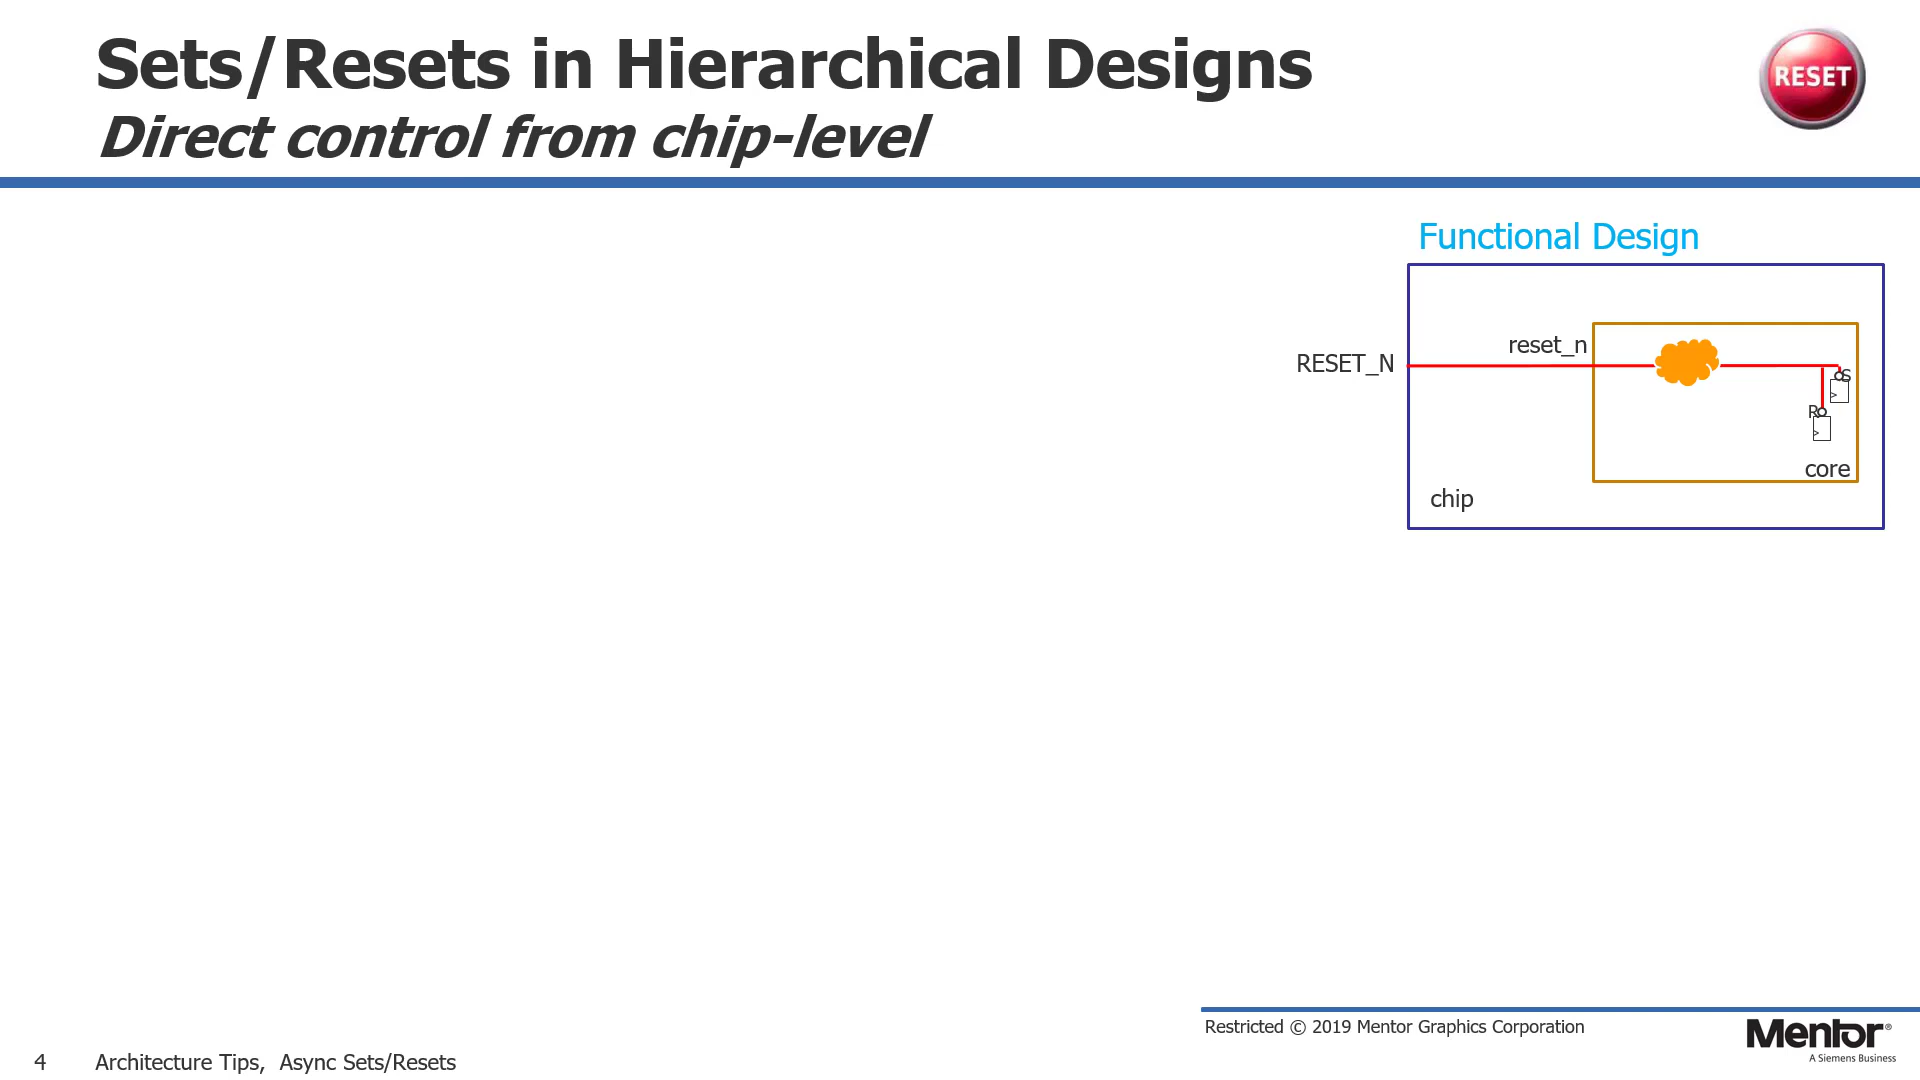 Sets/Resets in Hierarchical Designs
Direct control from chip-level
RESET
Functional Design
reset_n
RESET_N
S
>
R
>
core
chip
Restricted © 2019 Mentor Graphics Corporation
Mentor®
A Siemens Business
4 Architecture Tips, Async Sets/Resets